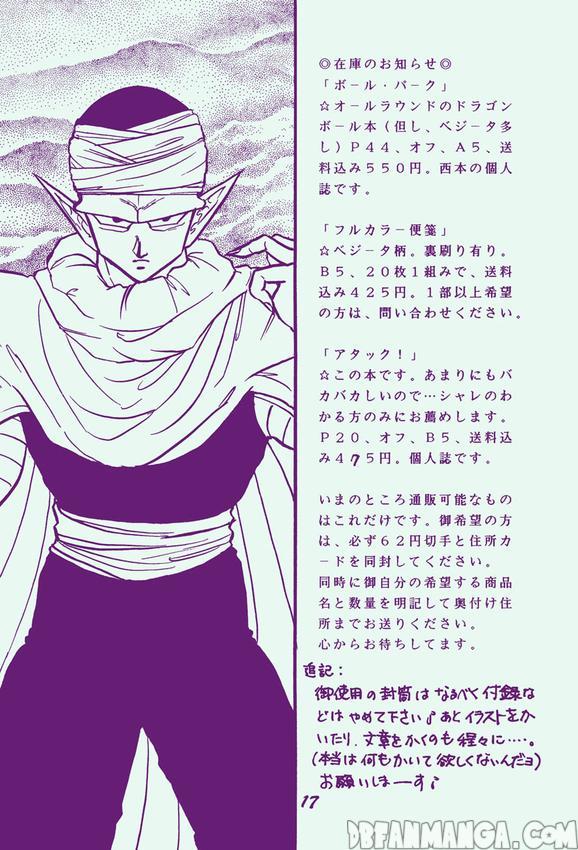 ◎在庫のお知らせ◎
「ボール・パーク」
☆オールラウンドのドラゴン
ボール本（但し、ベジータ多
し）Ｐ４４、オフ、Ａ５、送
料込み５５０円。西本の個人
誌です。
「フルカラー便箋」
☆ベジータ柄。裏刷り有り。
Ｂ５、２０枚１組みで、送料
込み４２５円。１部以上希望
の方は、問い合わせください。
「アタック！」
☆この本です。あまりにもバ
カバカしいので…シャレのわ
かる方のみにお薦めします。
Ｐ２０、オフ、Ｂ５、送料込
み４７５円。個人誌です。
いまのところ通販可能なもの
はこれだけです。御希望の方
は、必ず６２円切手と住所カ
ードを同封してください。
同時に御自分の希望する商品
名と数量を明記して奥付け住
所までお送りください。
心からお待ちしてます。
追記：
御使用の封筒はなるべく付録な
どはやめて下さい♪あとイラストをか
いたり、文章をかくのも程々に……。
（本当は何もかいて欲しくないんだヨ）
お願いしまーす♪
17
DBFANMANGA.COM